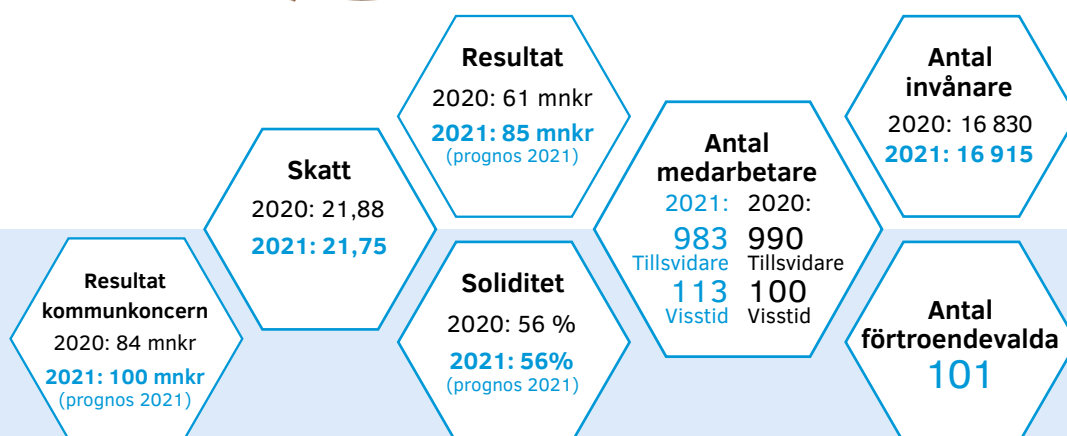 Resultat
kommunkoncern
2020: 84 mnkr
2021: 100 mnkr
(prognos 2021)
Skatt
2020: 21,88
2021: 21,75
Resultat
2020: 61 mnkr
2021: 85 mnkr
(prognos 2021)
Soliditet
2020: 56 %
2021: 56%
(prognos 2021)
Antal
medarbetare
2021: 2020:
983 990
Tillsvidare Tillsvidare
113 100
Visstid Visstid
Antal
invånare
2020: 16 830
2021: 16 915
Antal
förtroendevalda
101